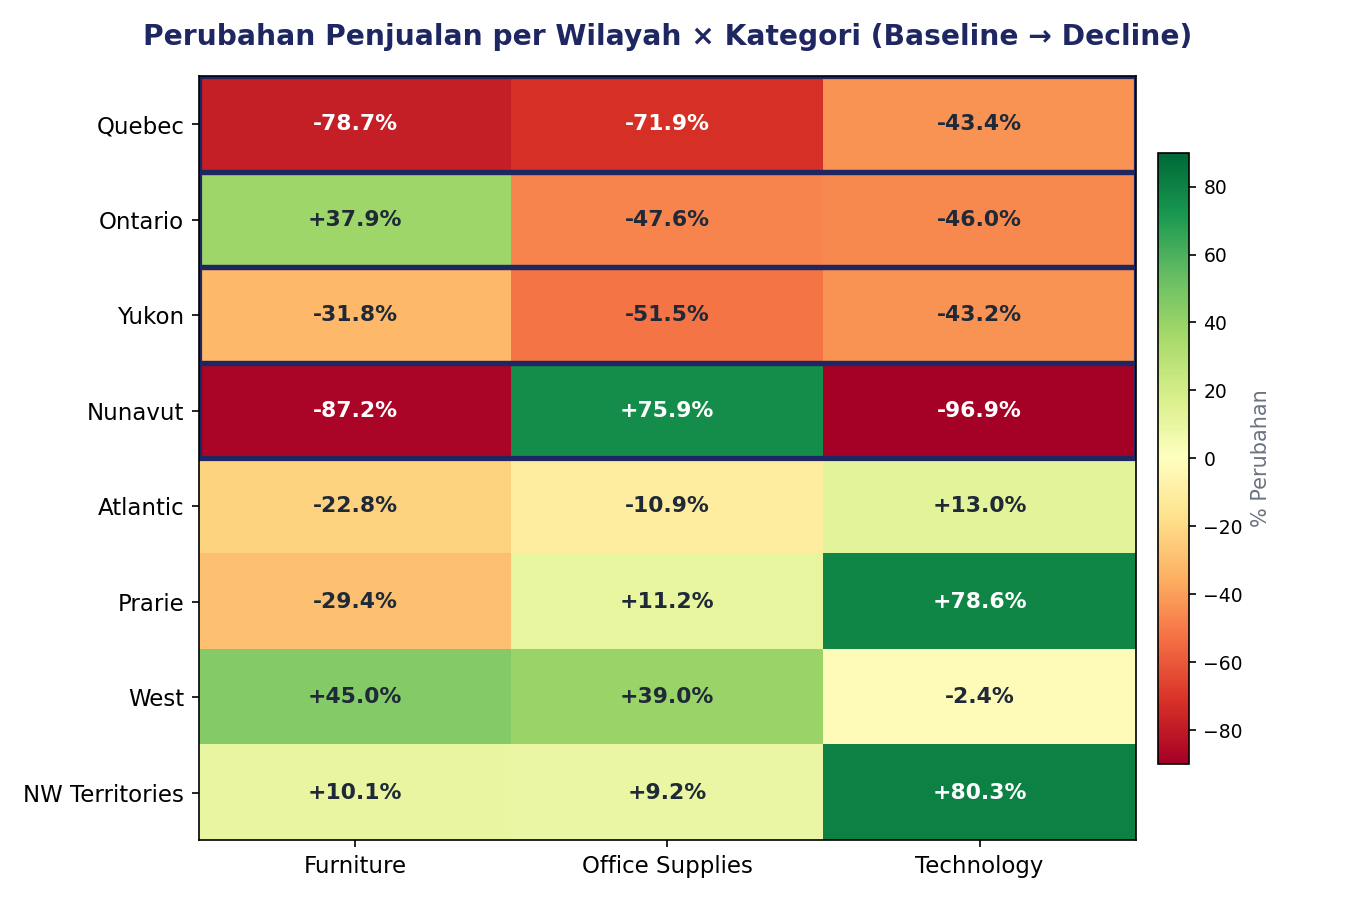 Perubahan Penjualan per Wilayah × Kategori (Baseline → Decline)
Quebec -78.7% -71.9% -43.4%
Ontario +37.9% -47.6% -46.0%
Yukon -31.8% -51.5% -43.2%
Nunavut -87.2% +75.9% -96.9%
Atlantic -22.8% -10.9% +13.0%
Prarie -29.4% +11.2% +78.6%
West +45.0% +39.0% -2.4%
NW Territories +10.1% +9.2% +80.3%
Furniture Office Supplies Technology
80
60
40
20
0
−20
−40
−60
−80
% Perubahan